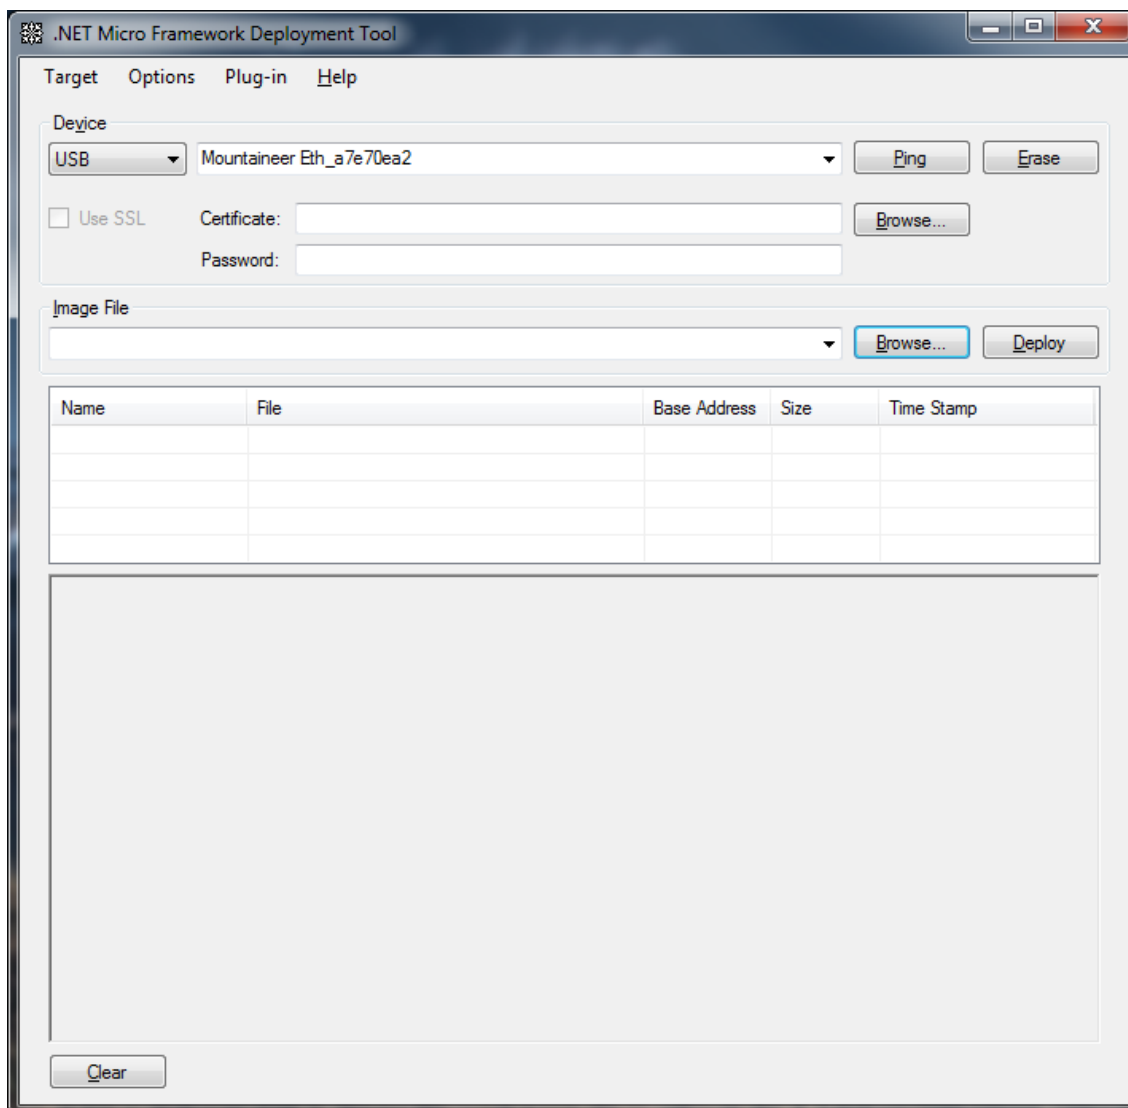 .NET Micro Framework Deployment Tool
Target Options Plug-in Help
Device
USB Mountaineer Eth_a7e70ea2 Ping Erase
Use SSL Certificate: Browse...
Password:
Image File
Browse... Deploy
Name File Base Address Size Time Stamp
Clear